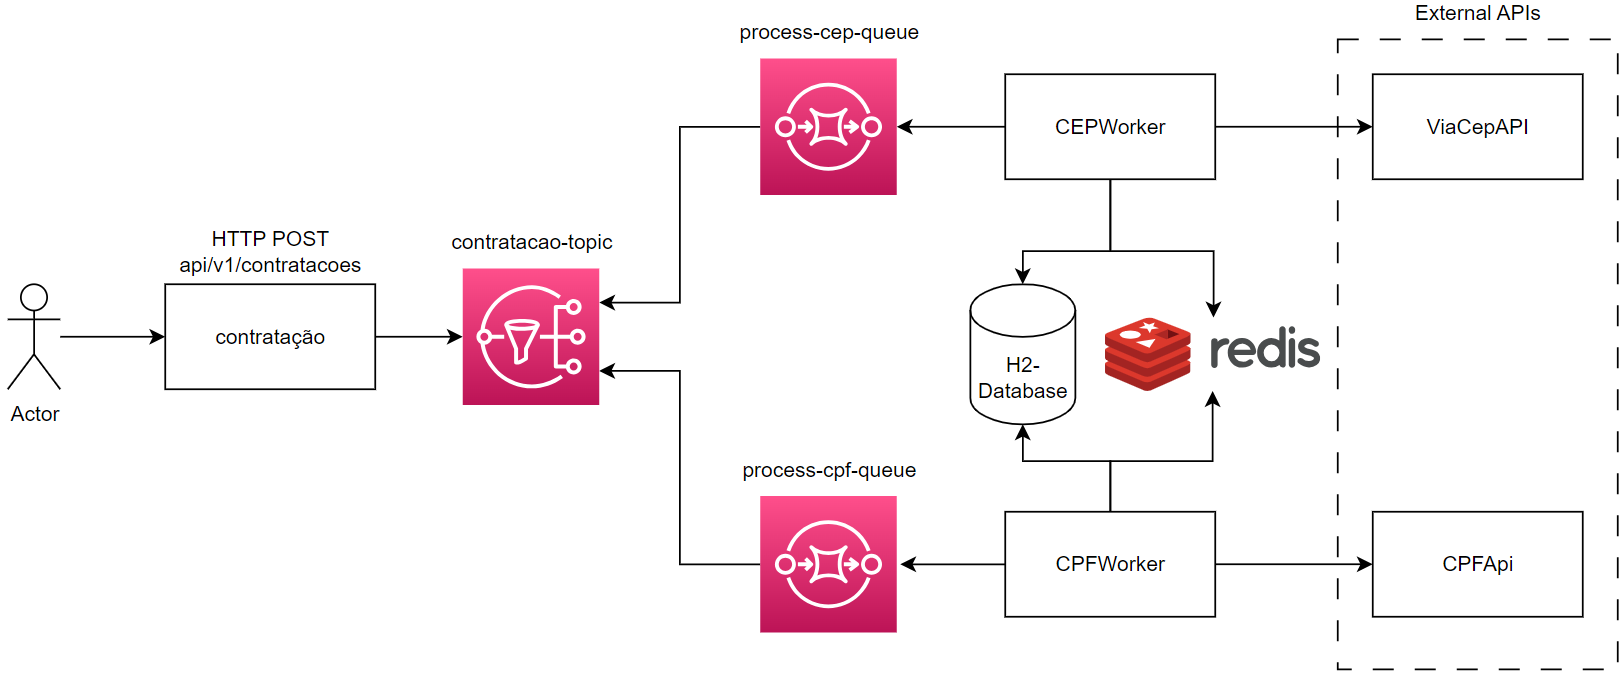 External APIs
process-cep-queue
CEPWorker
ViaCepAPI
HTTP POST
api/v1/contratacoes
contratacao-topic
contratação
Actor
H2-
Database
redis
process-cpf-queue
CPFWorker
CPFApi